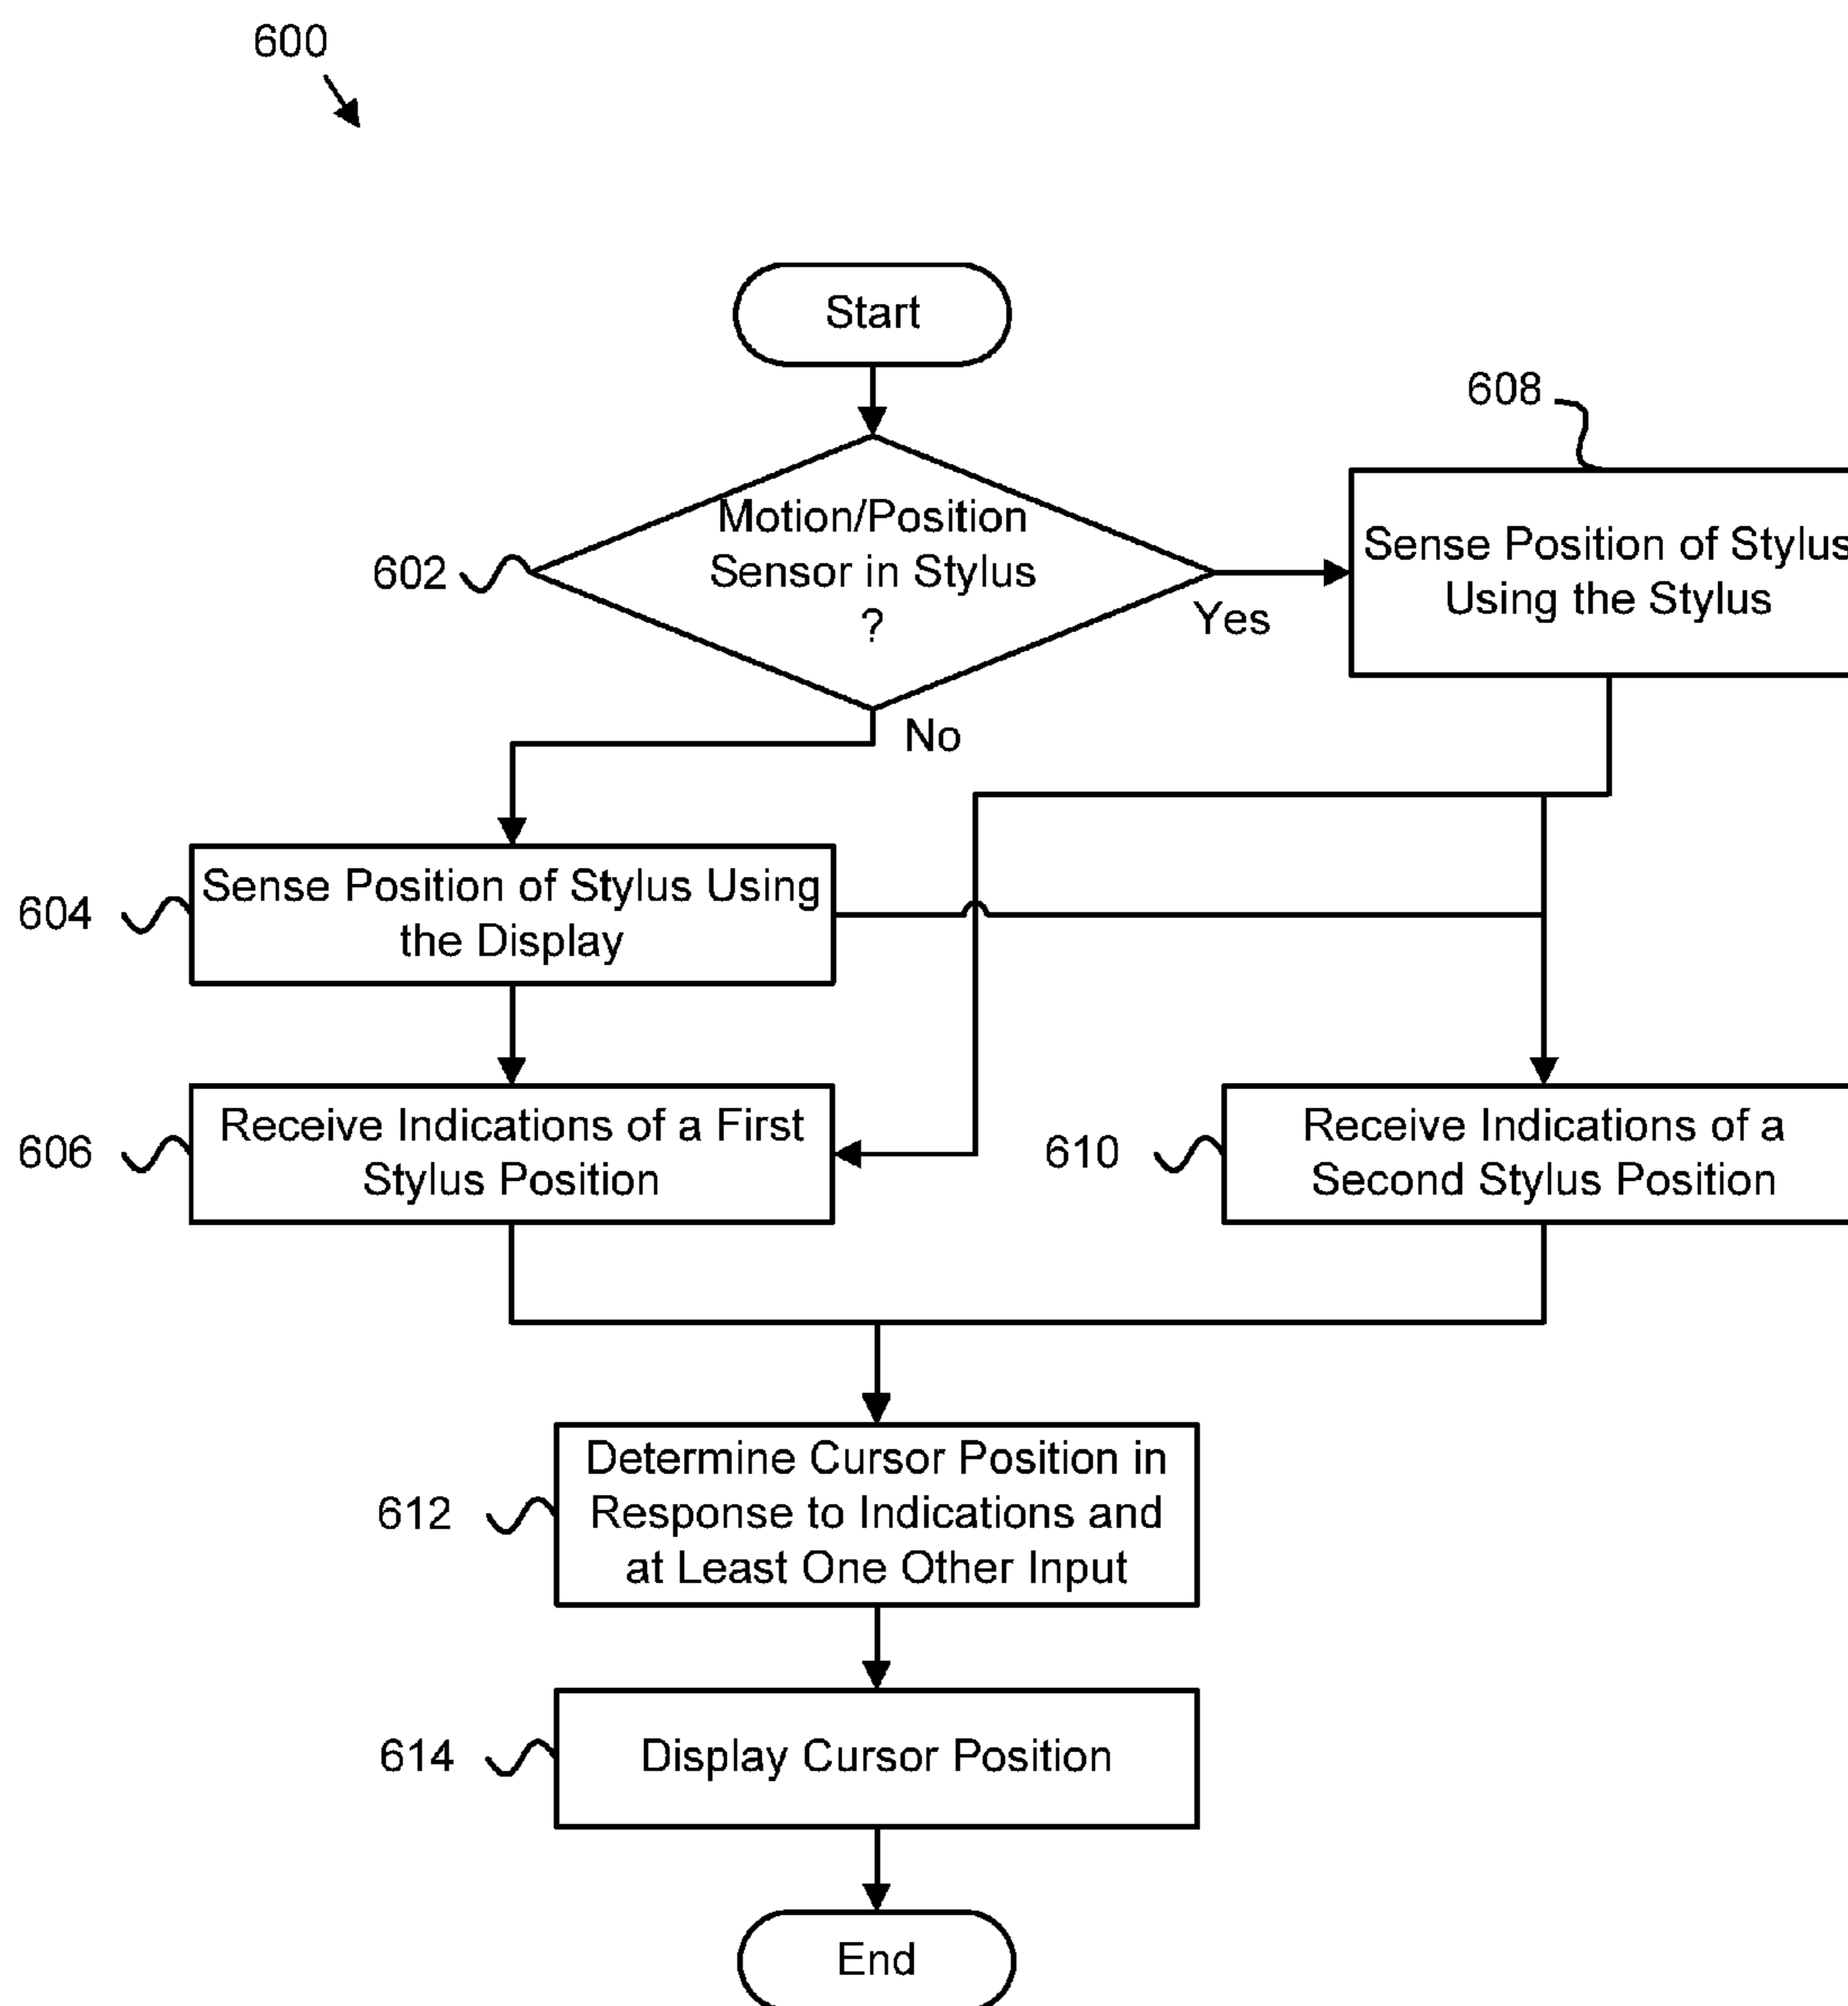 600
Start
608
Motion/Position
Sensor in Stylus
?
602
Yes
Sense Position of Stylus
Using the Stylus
No
604
Sense Position of Stylus Using
the Display
606
Receive Indications of a First
Stylus Position
610
Receive Indications of a
Second Stylus Position
612
Determine Cursor Position in
Response to Indications and
at Least One Other Input
614
Display Cursor Position
End